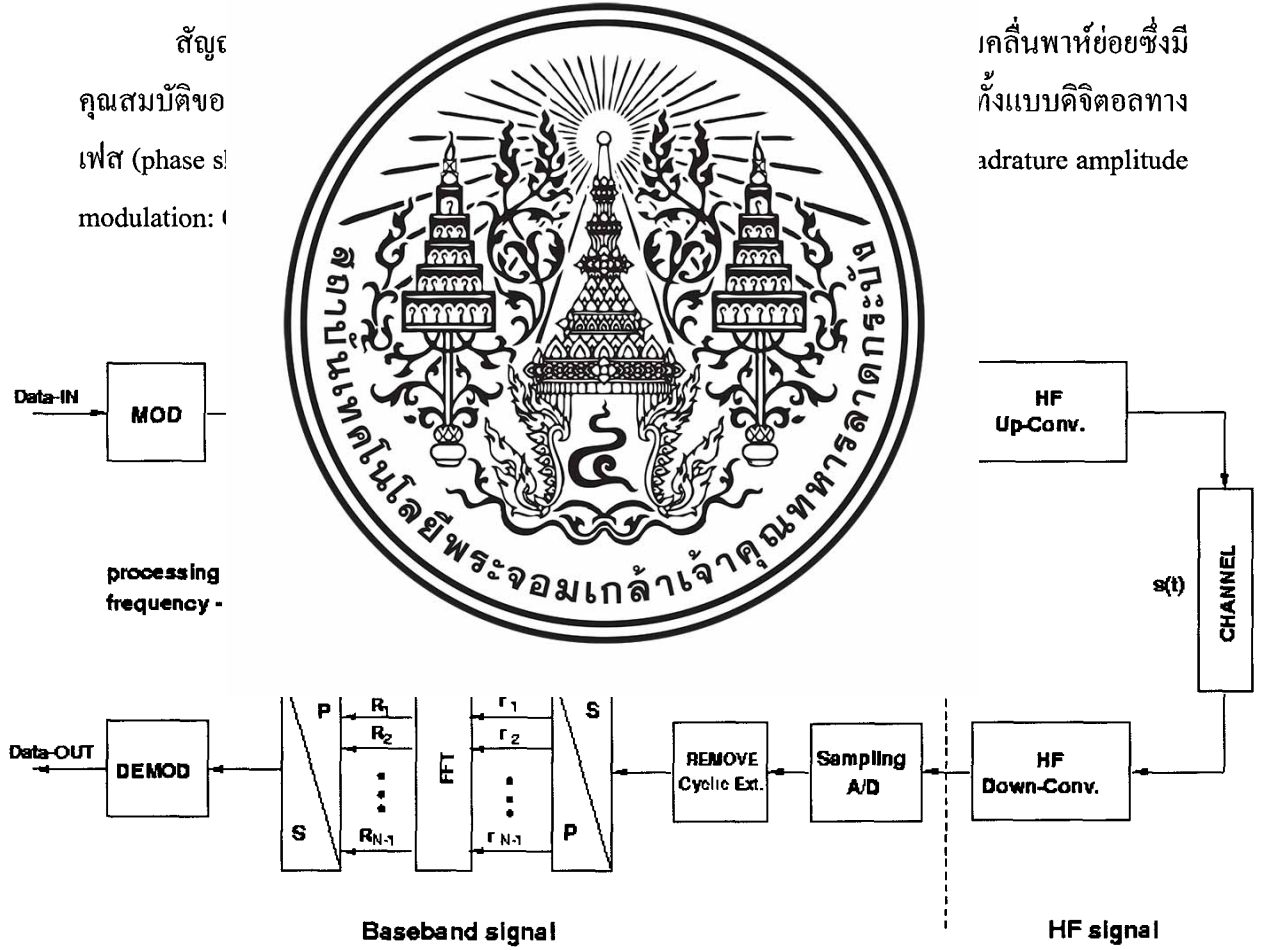 คลื่นพาห์ย่อยซึ่งมี
คุณสมบัติขอ ทั้งแบบดิจิตอลทาง
เฟส (phase adrature amplitude
modulation:
สถาบันเทคโนโลยีพระจอมเกล้าเจ้าคุณทหารลาดกระบัง
๔
Data-IN
MOD
HF
Up-Conv.
processing
frequency -
s(t)
CHANNEL
Data-OUT
DEMOD
P
S
R1
R2
RN-1
FFT
r1
r2
rN-1
S
P
REMOVE
Cyclic Ext.
Sampling
A/D
HF
Down-Conv.
Baseband signal
HF signal